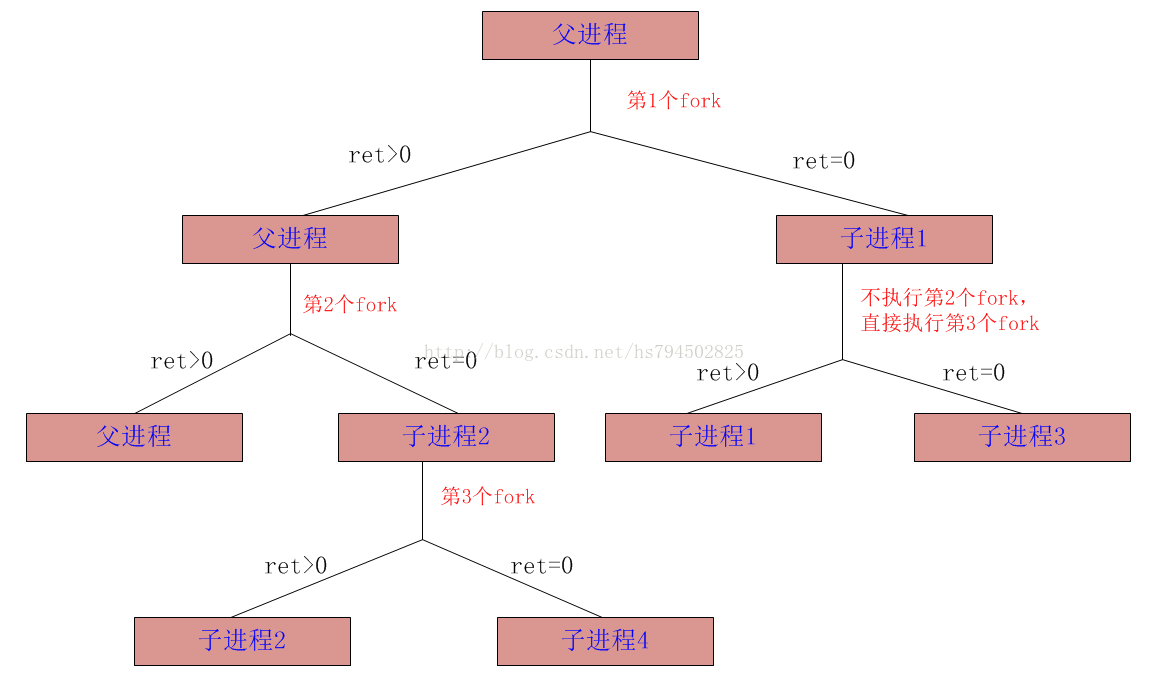 父进程
第1个fork
ret>0
ret=0
父进程
子进程1
第2个fork
不执行第2个fork,
直接执行第3个fork
http://blog.csdn.net/hs794502825
ret>0
ret=0
ret>0
ret=0
父进程
子进程2
子进程1
子进程3
第3个fork
ret>0
ret=0
子进程2
子进程4